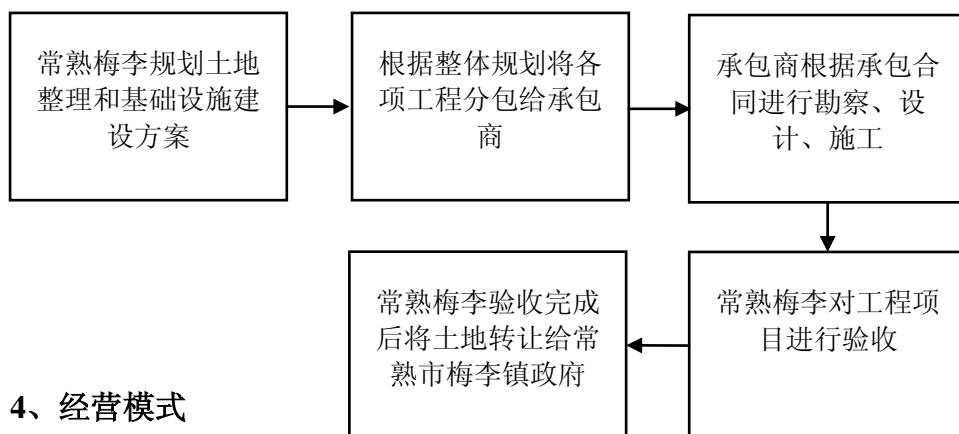 常熟梅李规划土地
整理和基础设施建
设方案
根据整体规划将各
项工程分包给承包
商
承包商根据承包合
同进行勘察、设
计、施工
常熟梅李对工程项
目进行验收
常熟梅李验收完成
后将土地转让给常
熟市梅李镇政府
4、经营模式